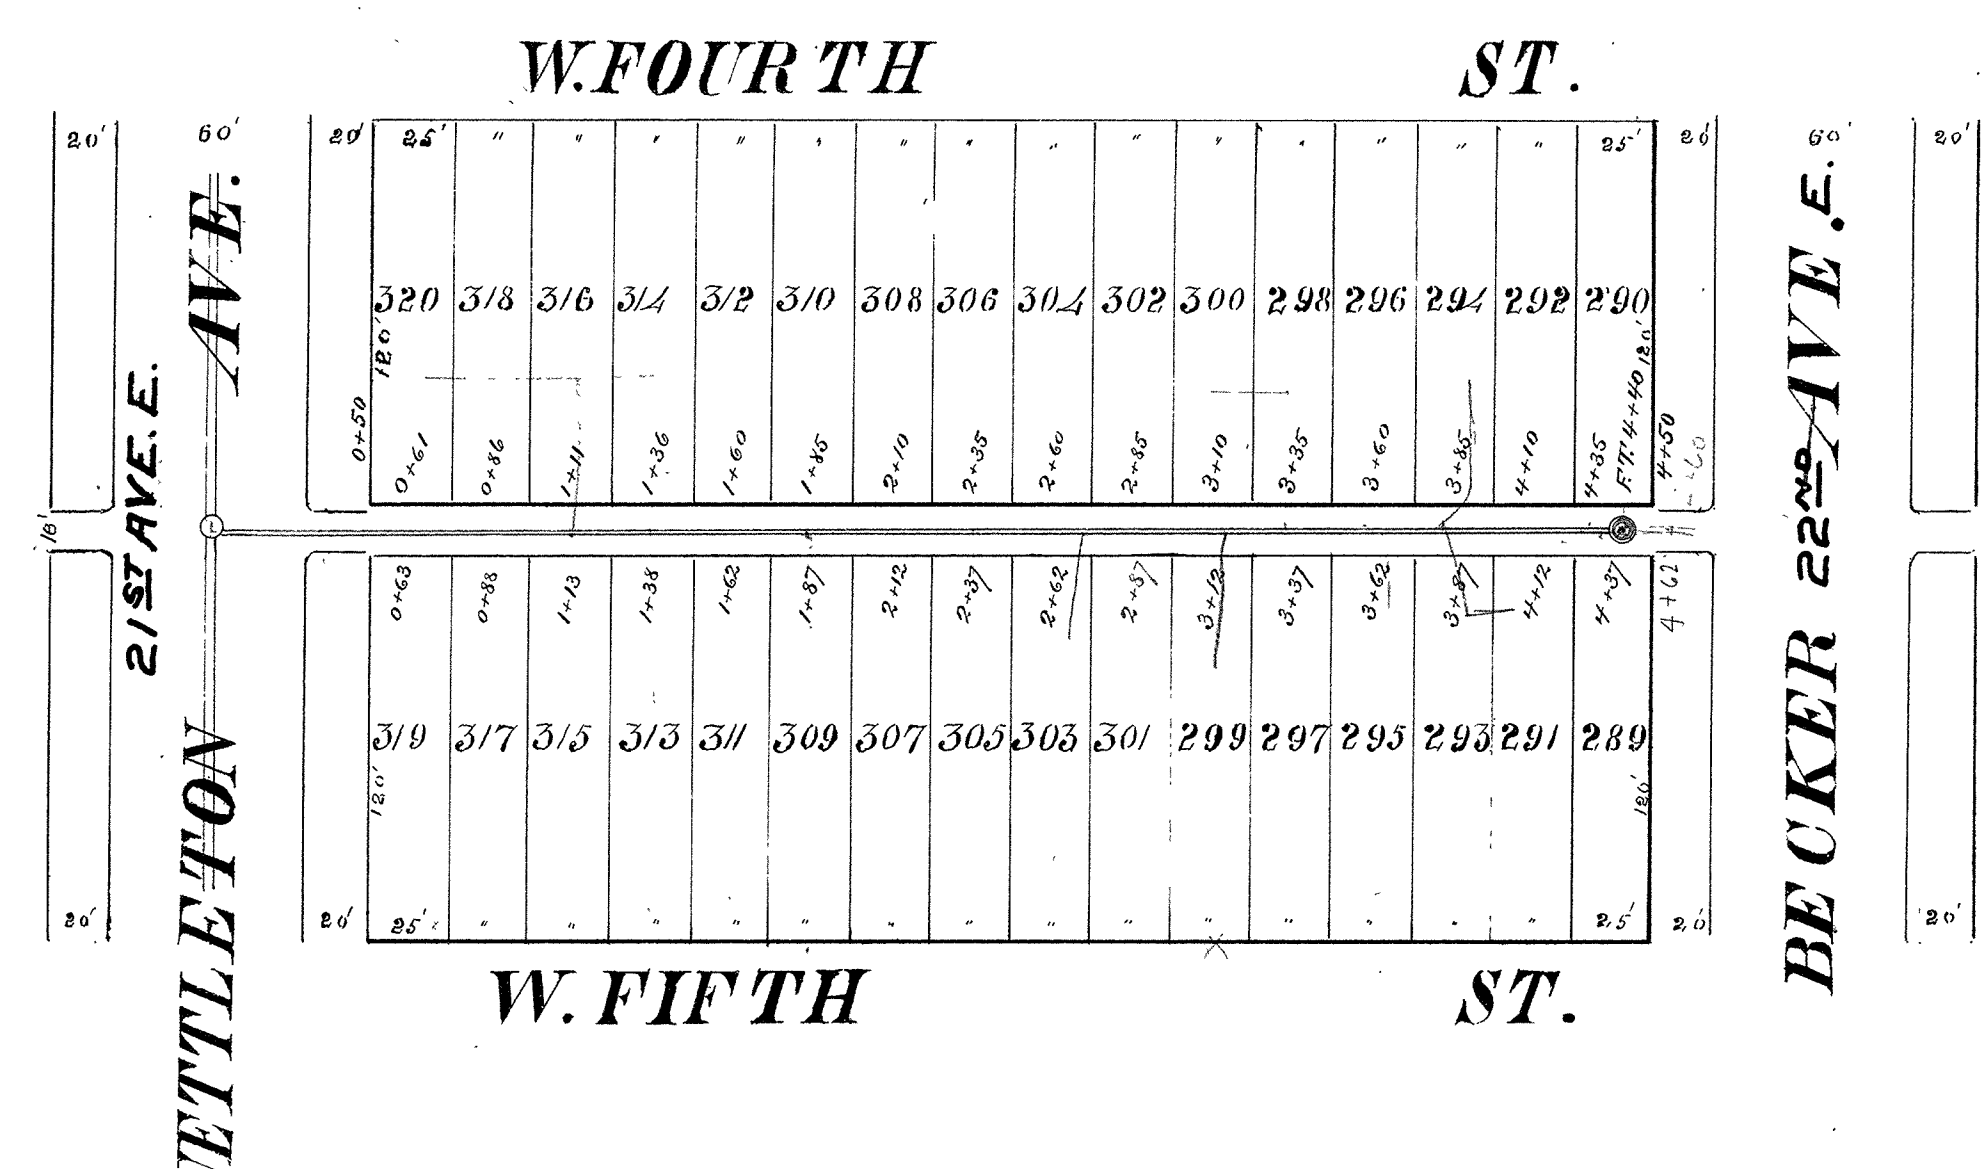 W. FOURTH ST.
20' 60' 20' 25' " " " " " " " " " " " " " " 25' 20' 60' 20'
320 318 316 314 312 310 308 306 304 302 300 298 296 294 292 290
120' 120'
0+50 0+61 0+86 1+11 1+36 1+60 1+85 2+10 2+35 2+60 2+85 3+10 3+35 3+60 3+85 4+10 4+35 F.T. 4+40 4+50
18'
0+63 0+88 1+13 1+38 1+62 1+87 2+12 2+37 2+62 2+87 3+12 3+37 3+62 3+87 4+12 4+37 4+62
319 317 315 313 311 309 307 305 303 301 299 297 295 293 291 289
120' 120'
20' 20' 25' " " " " " " " " " " " " " " 25' 20' 20'
W. FIFTH ST.
21ST AVE. E.
ETTLETON AVE.
BECKER AVE.
22ND E.